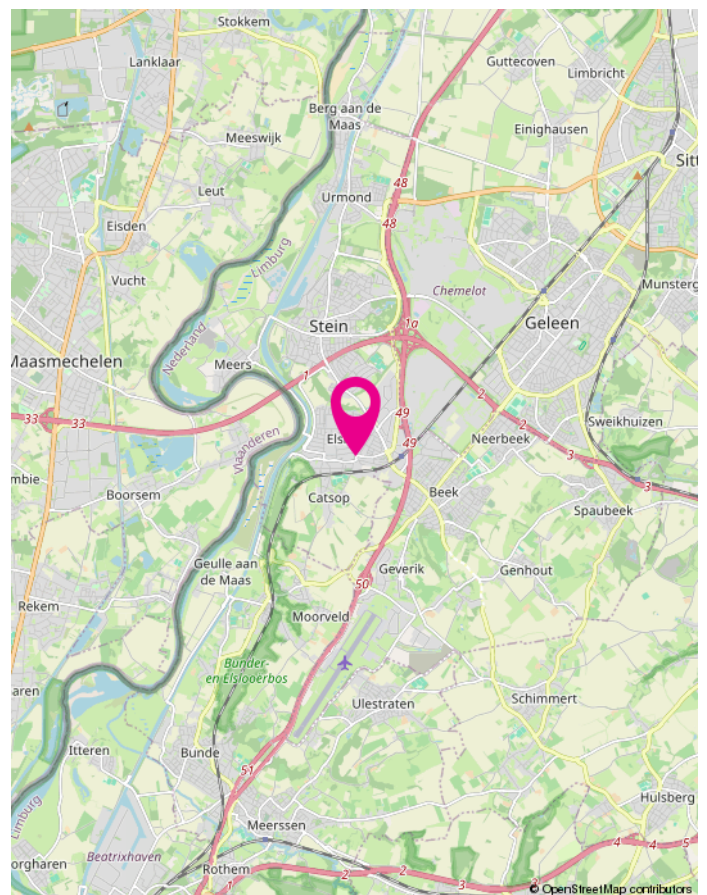 Stokkem
Lanklaar
Guttecoven
Limbricht
Berg aan de
Maas
Einighausen
Meeswijk
48
Leut
Urmond
48
Eisden
Limburg
Vucht
Chemelot
Munsterg
Nederland
Stein
1a
Geleen
Maasmechelen
Meers
1
2
33
33
49
2
Sweikhuizen
Vlaanderen
49
Neerbeek
3
3
Boorsem
Catsop
Beek
Spaubeek
Geulle aan
de Maas
Geverik
Genhout
50
Rekem
Moorveld
Bunder-
en Elslooerbos
Ulestraten
Schimmert
Itteren
Bunde
51
Hulsberg
Limburg
Meerssen
4
4
5
Beatrixhaven
Rothem
1
2
2
3
3
© OpenStreetMap contributors